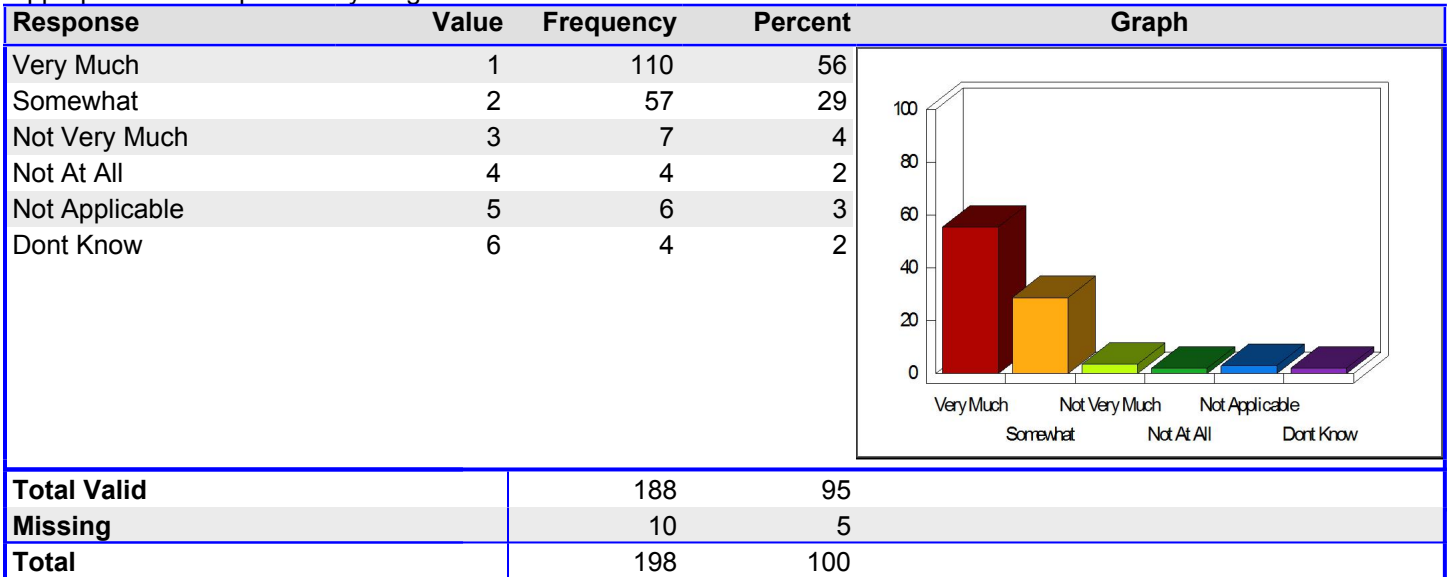 Response Value Frequency Percent Graph
Very Much 1 110 56
Somewhat 2 57 29
Not Very Much 3 7 4
Not At All 4 4 2
Not Applicable 5 6 3
Dont Know 6 4 2
100
80
60
40
20
0
Very Much Not Very Much Not Applicable
Somewhat Not At All Dont Know
Total Valid 188 95
Missing 10 5
Total 198 100